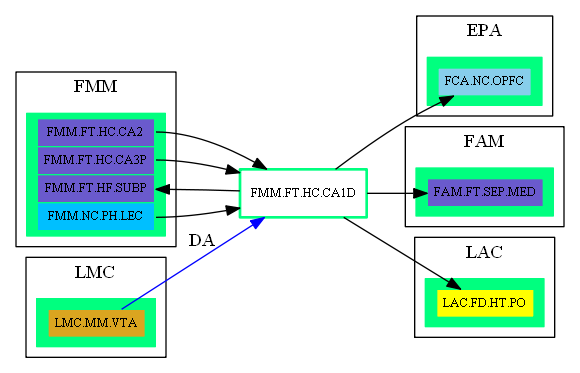 FMM
FMM.FT.HC.CA2
FMM.FT.HC.CA3P
FMM.FT.HF.SUBP
FMM.NC.PH.LEC
LMC
LMC.MM.VTA
DA
FMM.FT.HC.CA1D
EPA
FCA.NC.OPFC
FAM
FAM.FT.SEP.MED
LAC
LAC.FD.HT.PO